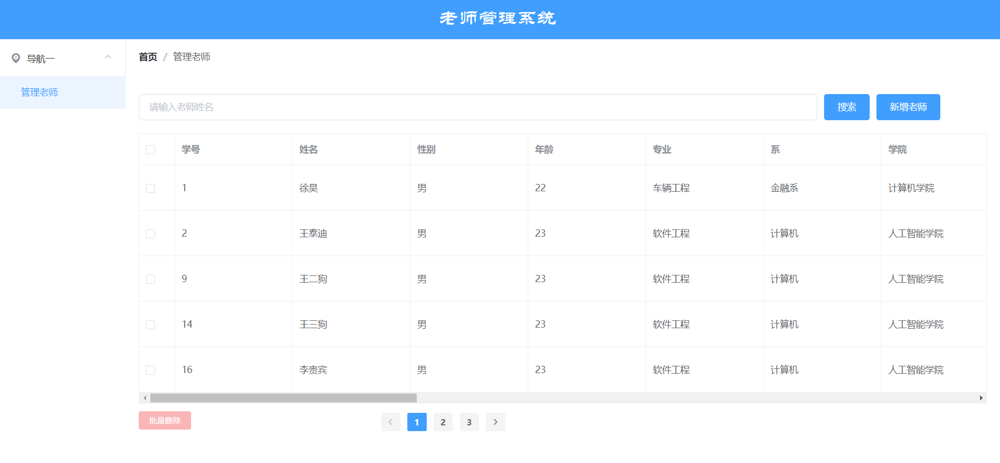 老师管理系统
导航一
首页 / 管理老师
管理老师
请输入老师姓名 搜索 新增老师
学号 姓名 性别 年龄 专业 系 学院
1 徐昊 男 22 车辆工程 金融系 计算机学院
2 王泰迪 男 23 软件工程 计算机 人工智能学院
9 王二狗 男 23 软件工程 计算机 人工智能学院
14 王三狗 男 23 软件工程 计算机 人工智能学院
16 李贵宾 男 23 软件工程 计算机 人工智能学院
批量删除 1 2 3